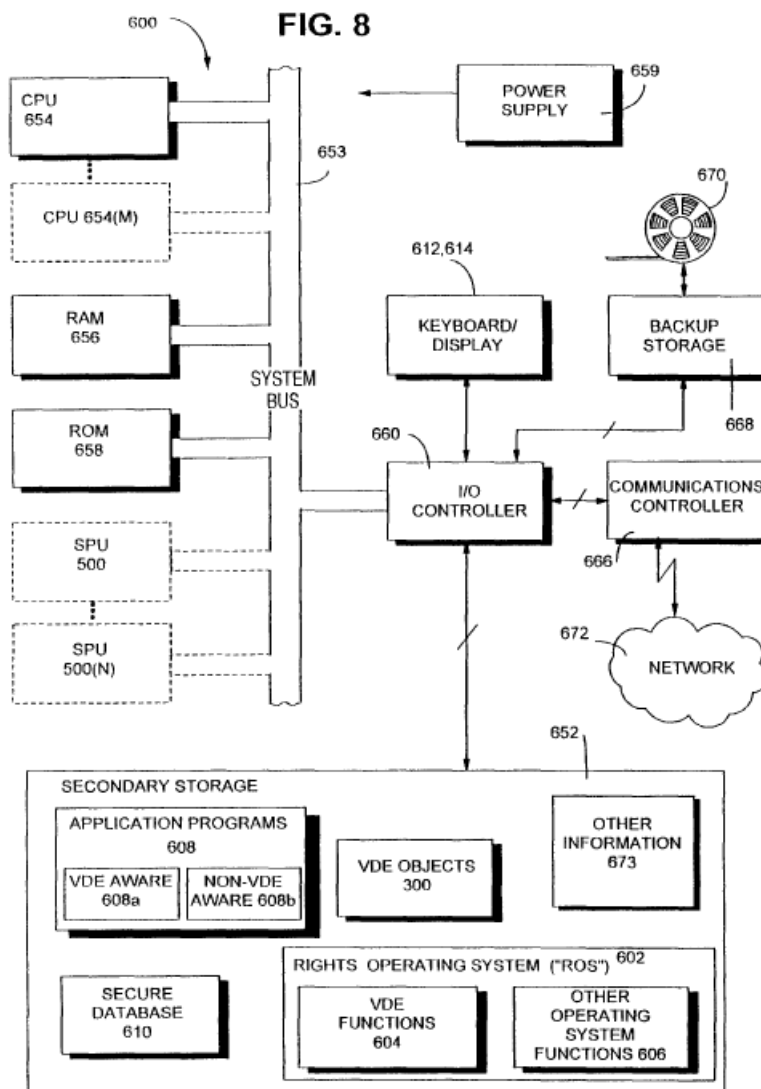 FIG. 8
600
CPU
654
CPU 654(M)
RAM
656
ROM
658
SPU
500
SPU
500(N)
653
SYSTEM
BUS
POWER
SUPPLY
659
670
612,614
KEYBOARD/
DISPLAY
BACKUP
STORAGE
668
660
I/O
CONTROLLER
COMMUNICATIONS
CONTROLLER
666
672
NETWORK
652
SECONDARY STORAGE
APPLICATION PROGRAMS
608
VDE AWARE
608a
NON-VDE
AWARE 608b
VDE OBJECTS
300
OTHER
INFORMATION
673
SECURE
DATABASE
610
RIGHTS OPERATING SYSTEM ("ROS") 602
VDE
FUNCTIONS
604
OTHER
OPERATING
SYSTEM
FUNCTIONS 606